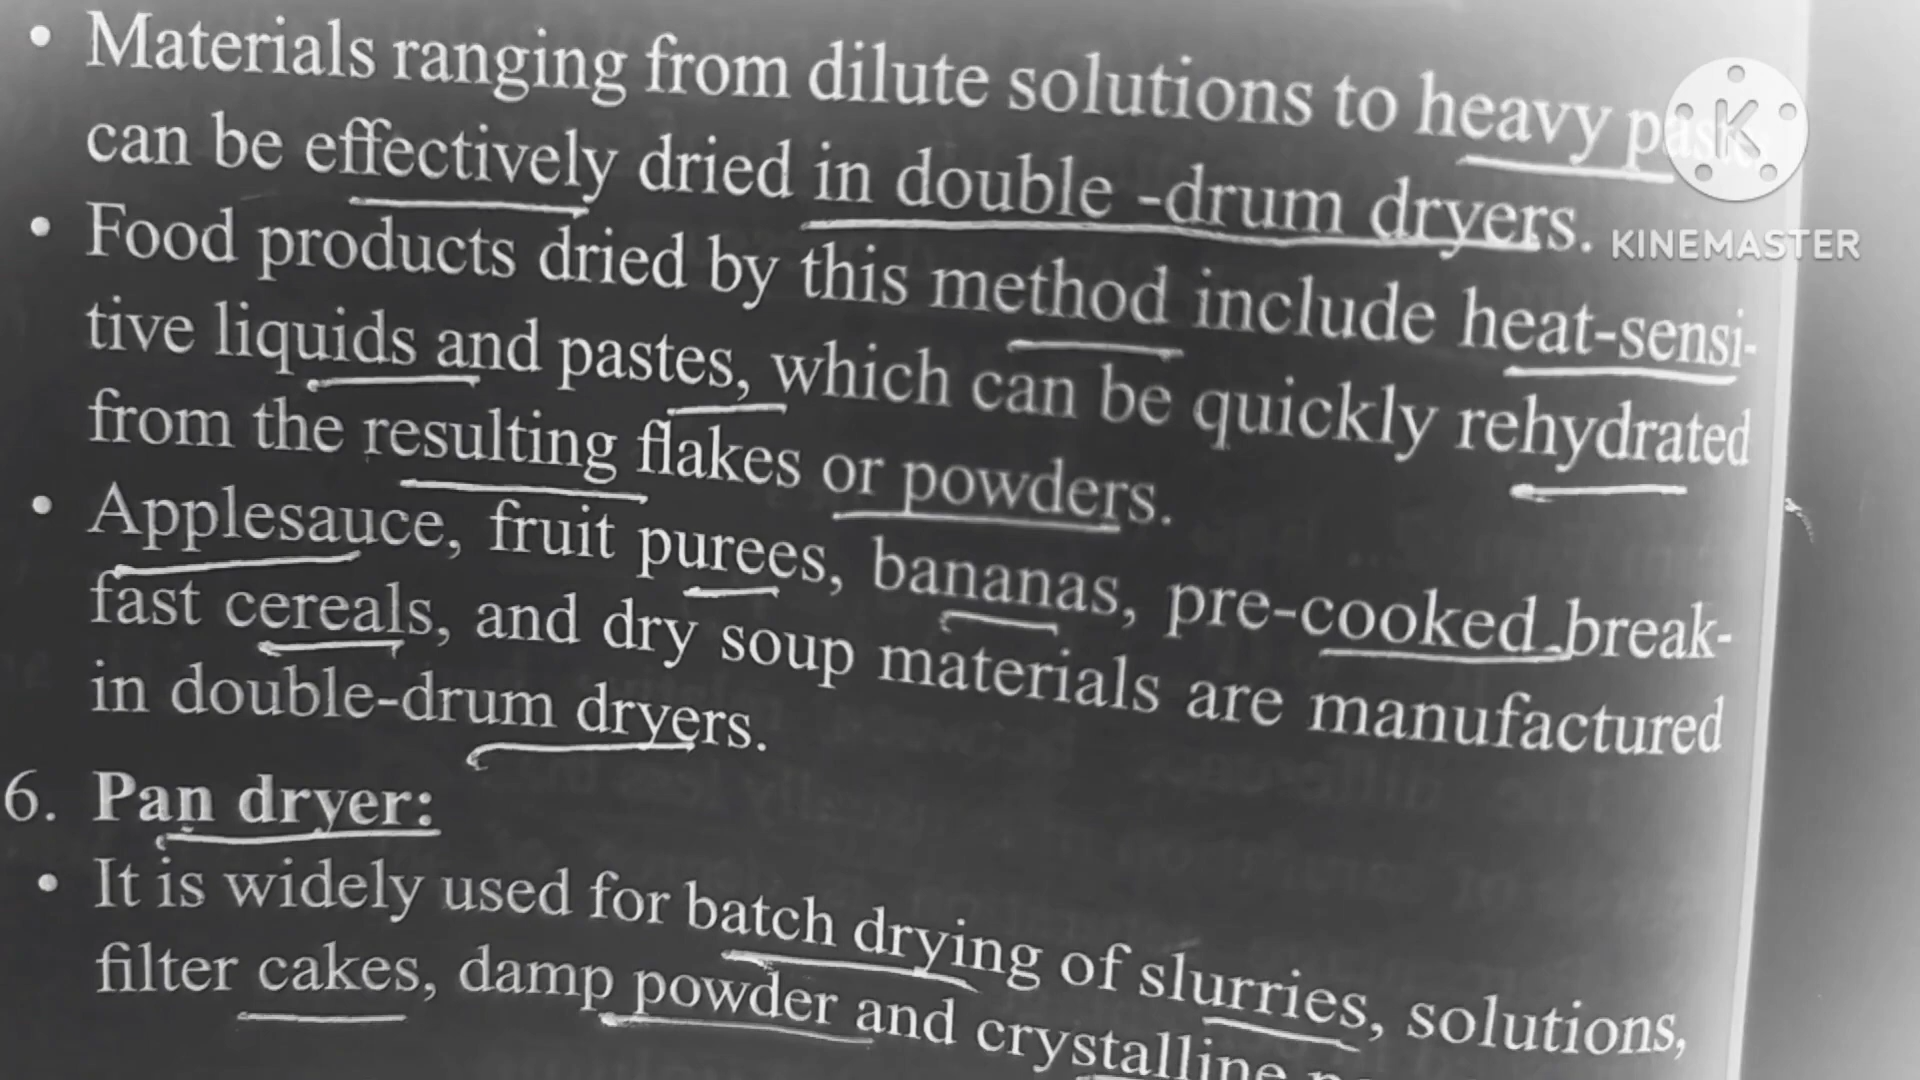 • Materials ranging from dilute solutions to heavy
can be effectively dried in double -drum dryers.
KINEMASTER
• Food products dried by this method include heat-sensi-
tive liquids and pastes, which can be quickly rehydrated
from the resulting flakes or powders.
• Applesauce, fruit purees, bananas, pre-cooked break-
fast cereals, and dry soup materials are manufactured
in double-drum dryers.
6. Pan dryer:
• It is widely used for batch drying of slurries, solutions,
filter cakes, damp powder and crystalline